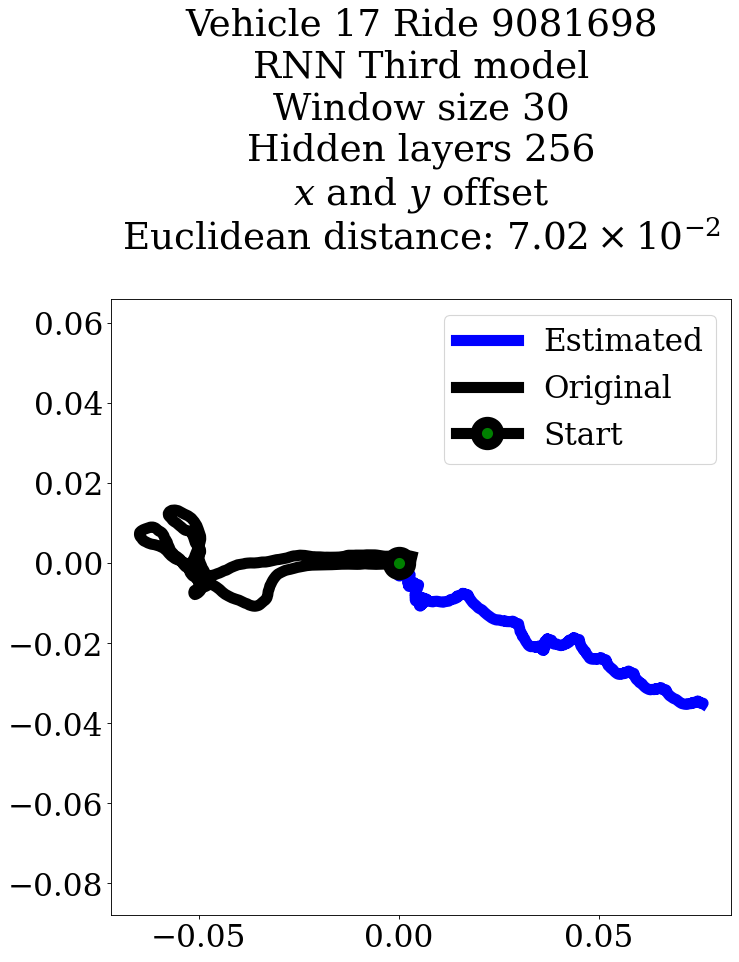 Vehicle 17 Ride 9081698
RNN Third model
Window size 30
Hidden layers 256
x and y offset
Euclidean distance: 7.02 × 10⁻²
Estimated
Original
Start
0.06
0.04
0.02
0.00
−0.02
−0.04
−0.06
−0.08
−0.05
0.00
0.05